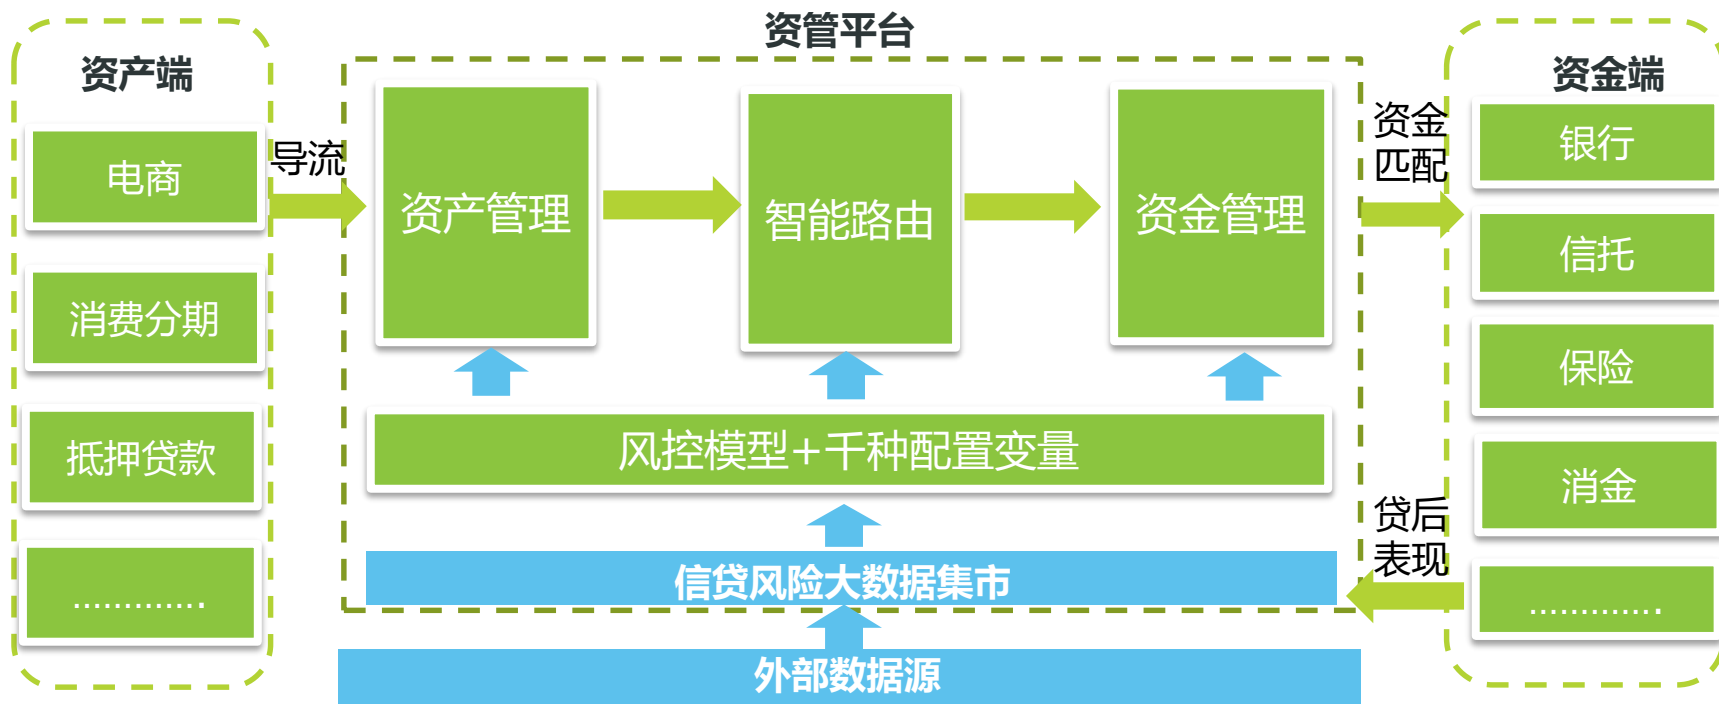 资管平台
资产端
电商
消费分期
抵押贷款
………….
导流
资产管理
智能路由
资金管理
风控模型+千种配置变量
信贷风险大数据集市
外部数据源
资金
匹配
贷后
表现
资金端
银行
信托
保险
消金
………….